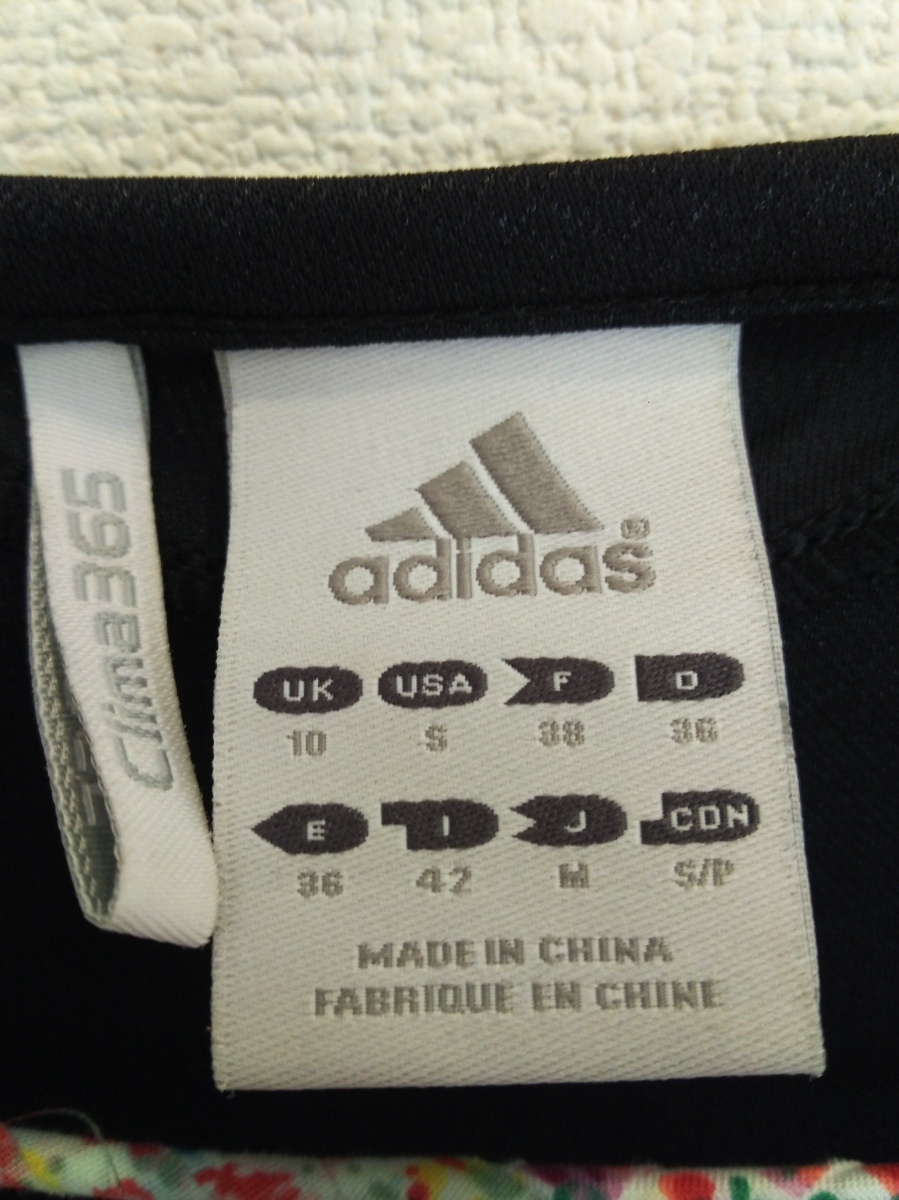 Clima365
adidas®
UK USA F D
10 S 38 36
E I J CDN
36 42 M S/P
MADE IN CHINA
FABRIQUE EN CHINE